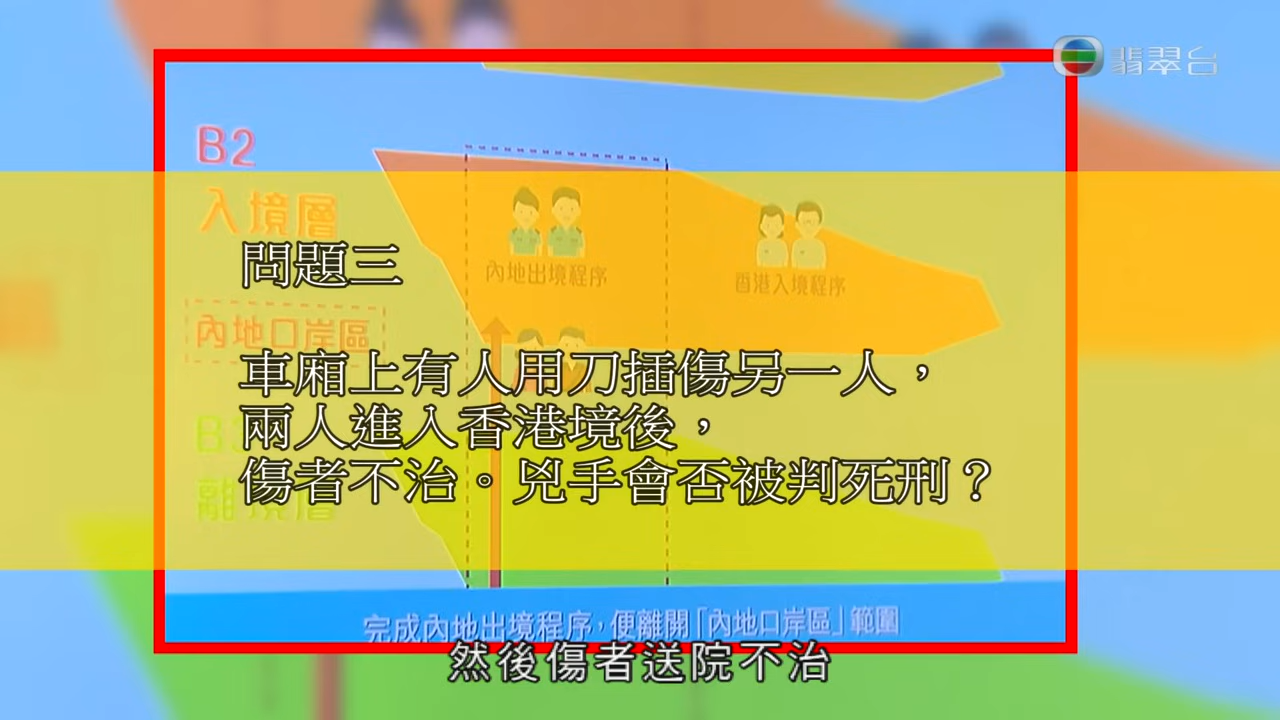 翡翠台
B2
入境層
問題三
內地出境程序
香港入境程序
內地口岸區
車廂上有人用刀插傷另一人，
兩人進入香港境後，
傷者不治。兇手會否被判死刑？
離境層
完成內地出境程序，便離開「內地口岸區」範圍
然後傷者送院不治